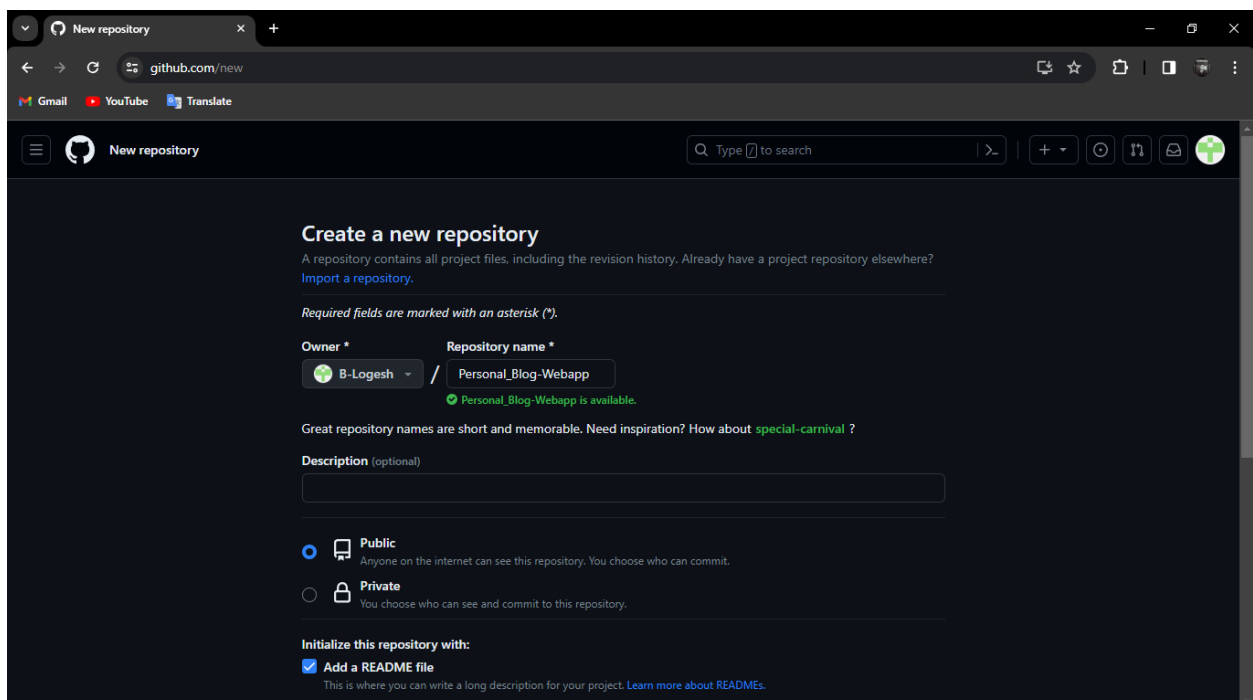 New repository
github.com/new
Gmail YouTube Translate
New repository
Type / to search
Create a new repository
A repository contains all project files, including the revision history. Already have a project repository elsewhere?
Import a repository.
Required fields are marked with an asterisk (*).
Owner * Repository name *
B-Logesh / Personal_Blog-Webapp
Personal_Blog-Webapp is available.
Great repository names are short and memorable. Need inspiration? How about special-carnival ?
Description (optional)
Public
Anyone on the internet can see this repository. You choose who can commit.
Private
You choose who can see and commit to this repository.
Initialize this repository with:
Add a README file
This is where you can write a long description for your project. Learn more about READMEs.